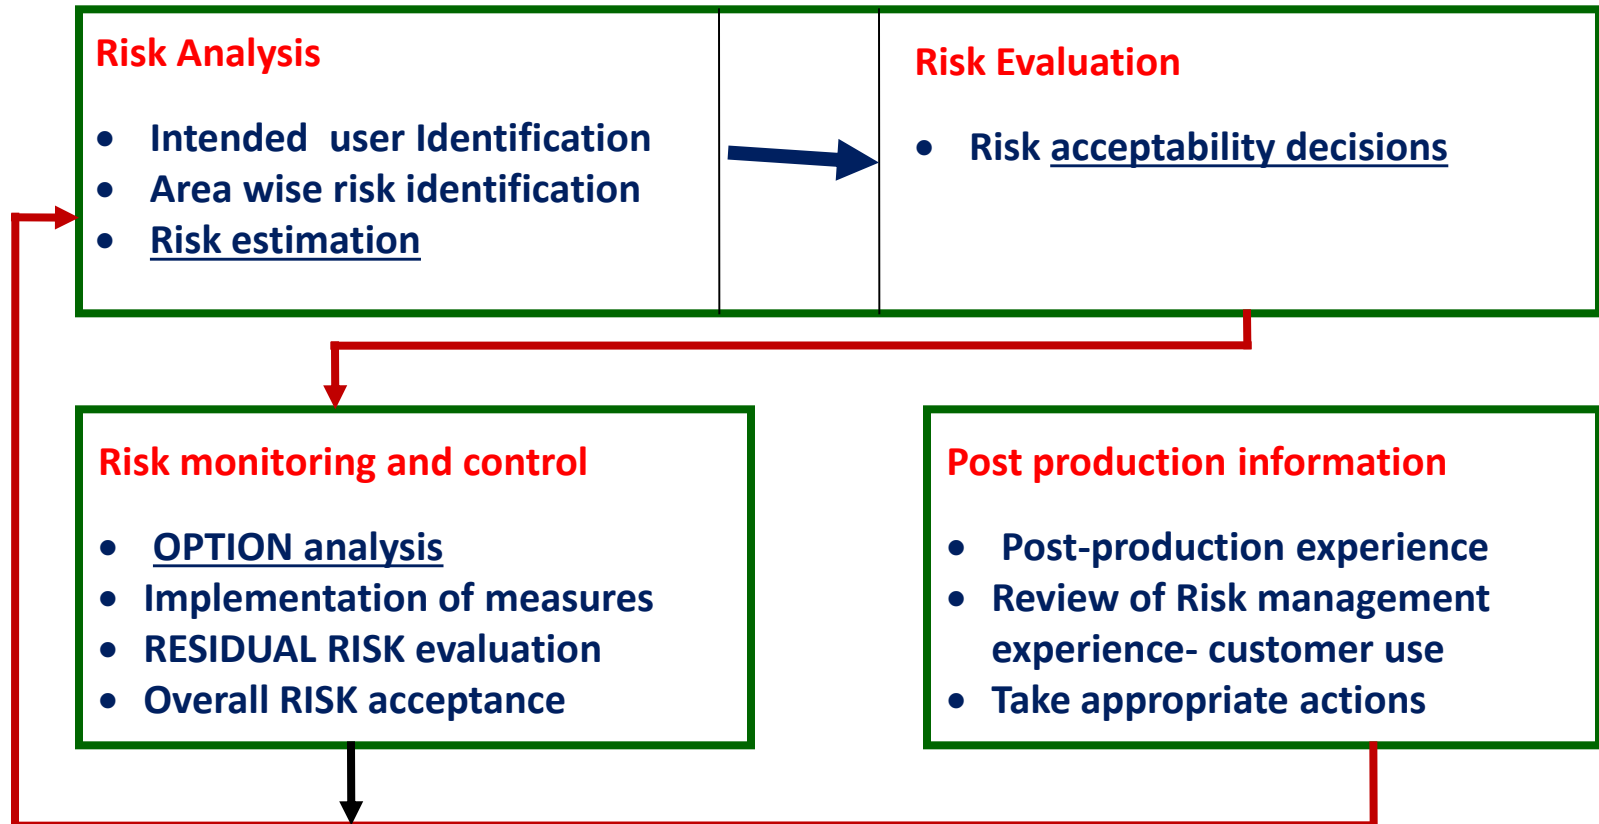 Risk Analysis
• Intended user Identification
• Area wise risk identification
• Risk estimation
Risk Evaluation
• Risk acceptability decisions
Risk monitoring and control
• OPTION analysis
• Implementation of measures
• RESIDUAL RISK evaluation
• Overall RISK acceptance
Post production information
• Post-production experience
• Review of Risk management
experience- customer use
• Take appropriate actions